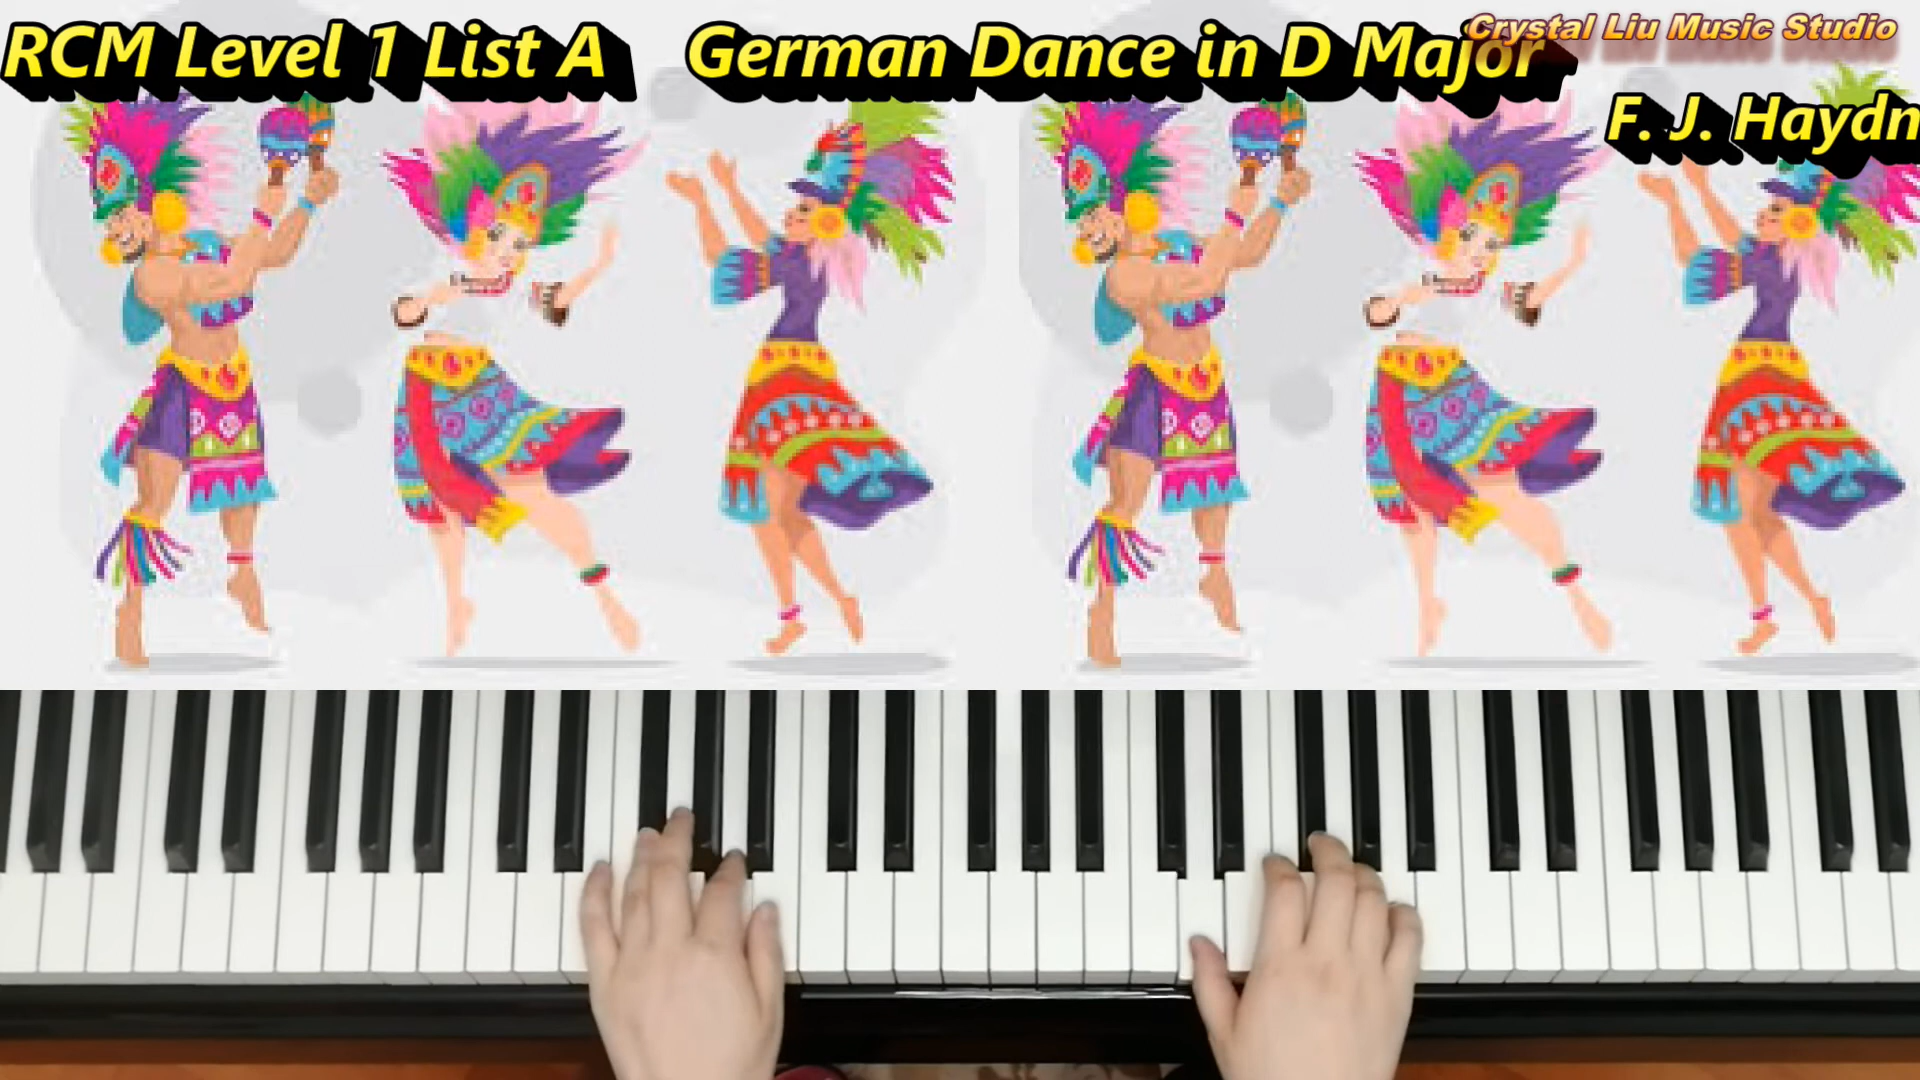 RCM Level 1 List A German Dance in D Major
Crystal Liu Music Studio
F. J. Haydn